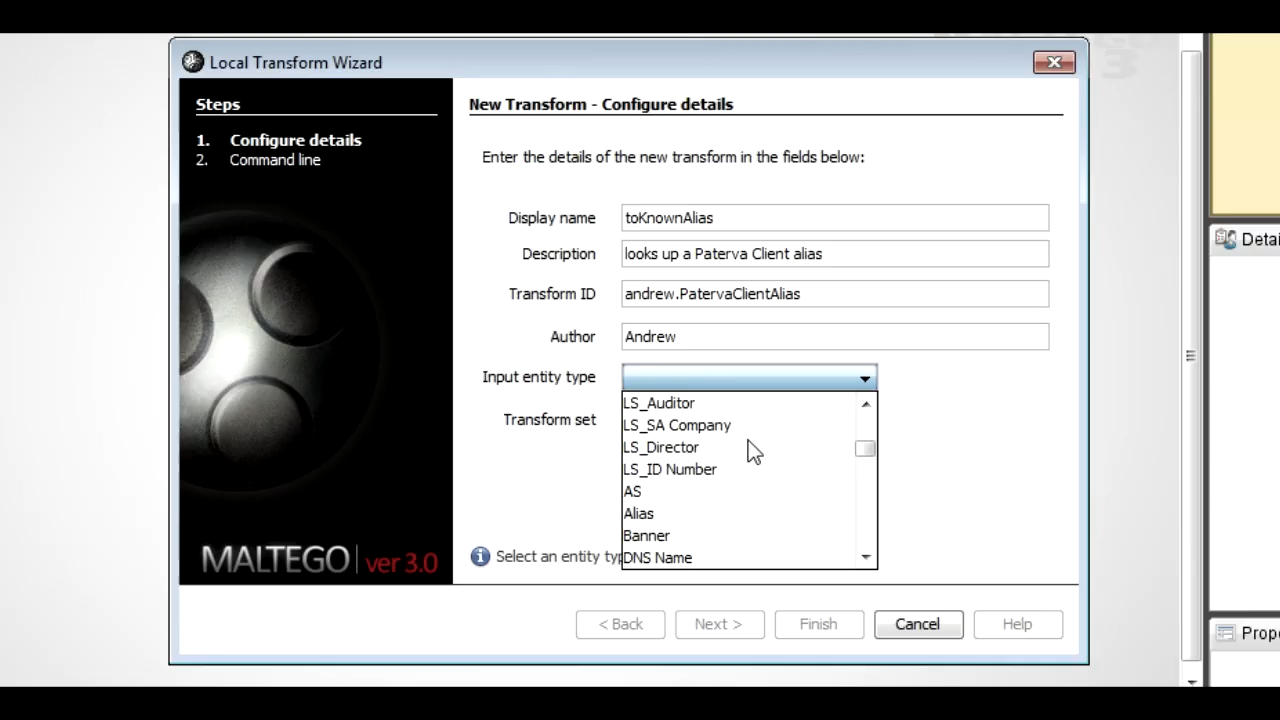 Local Transform Wizard
Steps
1. Configure details
2. Command line
MALTEGO ver 3.0
New Transform - Configure details
Enter the details of the new transform in the fields below:
Display name toKnownAlias
Description looks up a Paterva Client alias
Transform ID andrew.PatervaClientAlias
Author Andrew
Input entity type
Transform set
LS_Auditor
LS_SA Company
LS_Director
LS_ID Number
AS
Alias
Banner
DNS Name
Select an entity typ
< Back Next > Finish Cancel Help
3
Detai
Prope